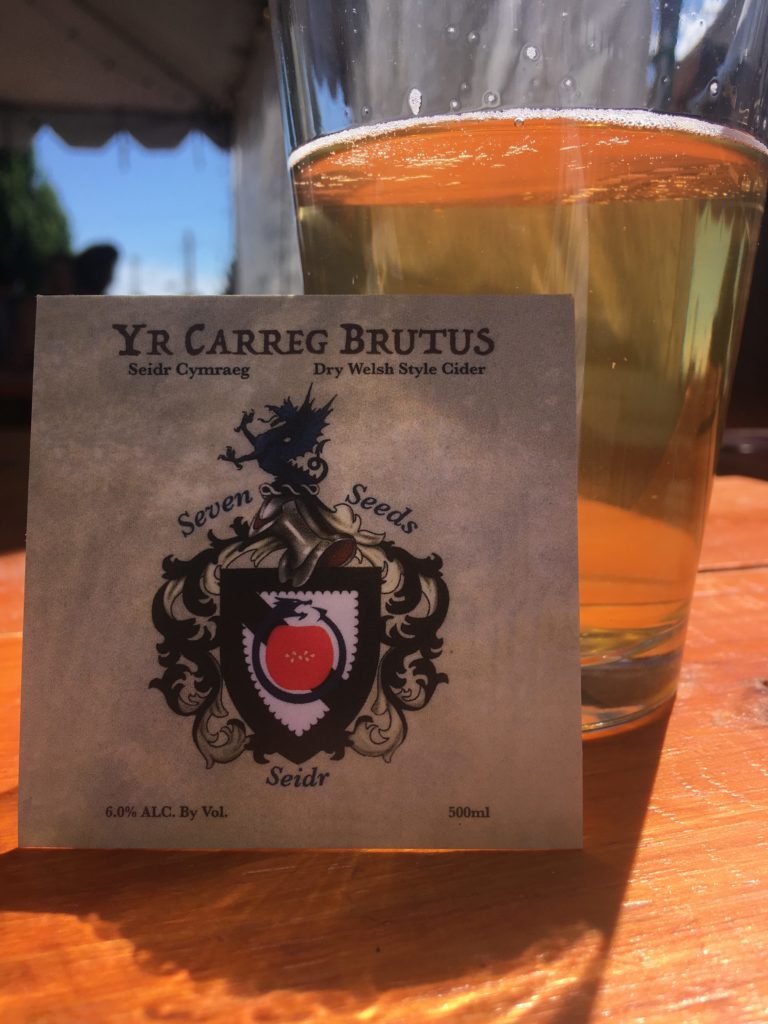 Yr Carreg Brutus
Seidr Cymraeg Dry Welsh Style Cider
Seven Seeds
Seidr
6.0% ALC. By Vol. 500ml